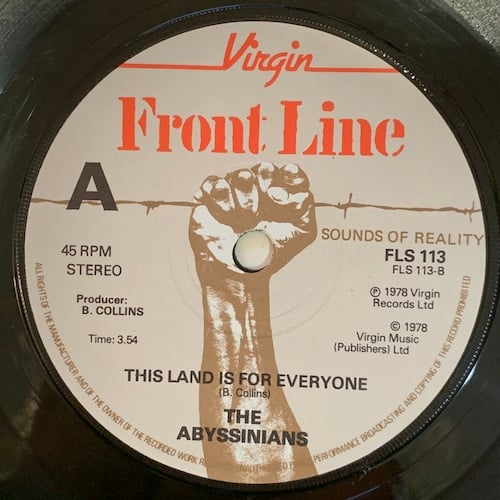 Virgin
Front Line
A
SOUNDS OF REALITY
45 RPM
STEREO
FLS 113
FLS 113-B
Producer:
B. COLLINS
℗ 1978 Virgin
Records Ltd
Time: 3.54
© 1978
Virgin Music
(Publishers) Ltd
THIS LAND IS FOR EVERYONE
(B. Collins)
THE
ABYSSINIANS
ALL RIGHTS OF THE MANUFACTURER AND OF THE OWNER OF THE RECORDED WORK PERFORMANCE BROADCASTING AND COPYING OF THIS RECORD PROHIBITED